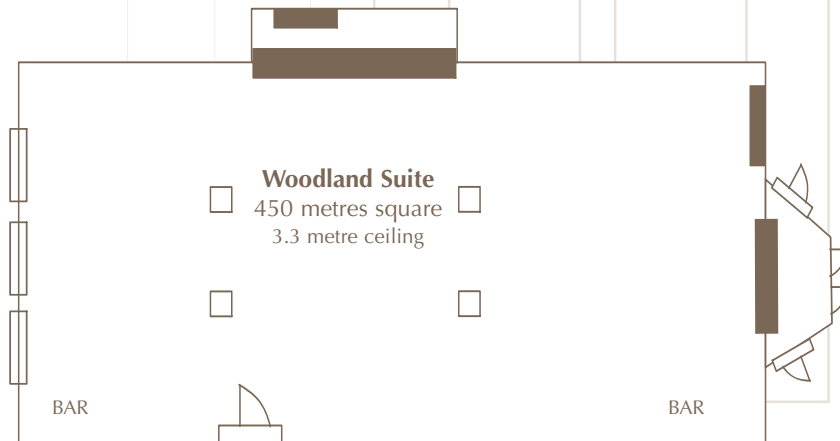 Woodland Suite
450 metres square
3.3 metre ceiling
BAR
BAR